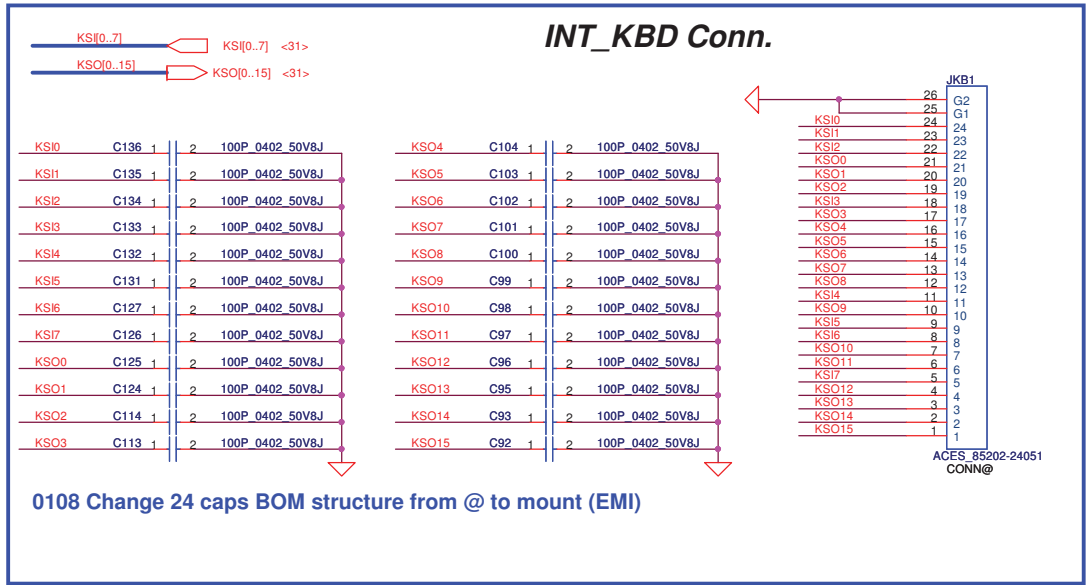 INT_KBD Conn.
KSI[0..7] KSI[0..7] <31>
KSO[0..15] KSO[0..15] <31>
KSI0 C136 1 2 100P_0402_50V8J
KSI1 C135 1 2 100P_0402_50V8J
KSI2 C134 1 2 100P_0402_50V8J
KSI3 C133 1 2 100P_0402_50V8J
KSI4 C132 1 2 100P_0402_50V8J
KSI5 C131 1 2 100P_0402_50V8J
KSI6 C127 1 2 100P_0402_50V8J
KSI7 C126 1 2 100P_0402_50V8J
KSO0 C125 1 2 100P_0402_50V8J
KSO1 C124 1 2 100P_0402_50V8J
KSO2 C114 1 2 100P_0402_50V8J
KSO3 C113 1 2 100P_0402_50V8J
KSO4 C104 1 2 100P_0402_50V8J
KSO5 C103 1 2 100P_0402_50V8J
KSO6 C102 1 2 100P_0402_50V8J
KSO7 C101 1 2 100P_0402_50V8J
KSO8 C100 1 2 100P_0402_50V8J
KSO9 C99 1 2 100P_0402_50V8J
KSO10 C98 1 2 100P_0402_50V8J
KSO11 C97 1 2 100P_0402_50V8J
KSO12 C96 1 2 100P_0402_50V8J
KSO13 C95 1 2 100P_0402_50V8J
KSO14 C93 1 2 100P_0402_50V8J
KSO15 C92 1 2 100P_0402_50V8J
JKB1
26 G2
25 G1
KSI0 24 24
KSI1 23 23
KSI2 22 22
KSO0 21 21
KSO1 20 20
KSO2 19 19
KSI3 18 18
KSO3 17 17
KSO4 16 16
KSO5 15 15
KSO6 14 14
KSO7 13 13
KSO8 12 12
KSI4 11 11
KSO9 10 10
KSI5 9 9
KSI6 8 8
KSO10 7 7
KSO11 6 6
KSI7 5 5
KSO12 4 4
KSO13 3 3
KSO14 2 2
KSO15 1 1
ACES_85202-24051
CONN@
0108 Change 24 caps BOM structure from @ to mount (EMI)